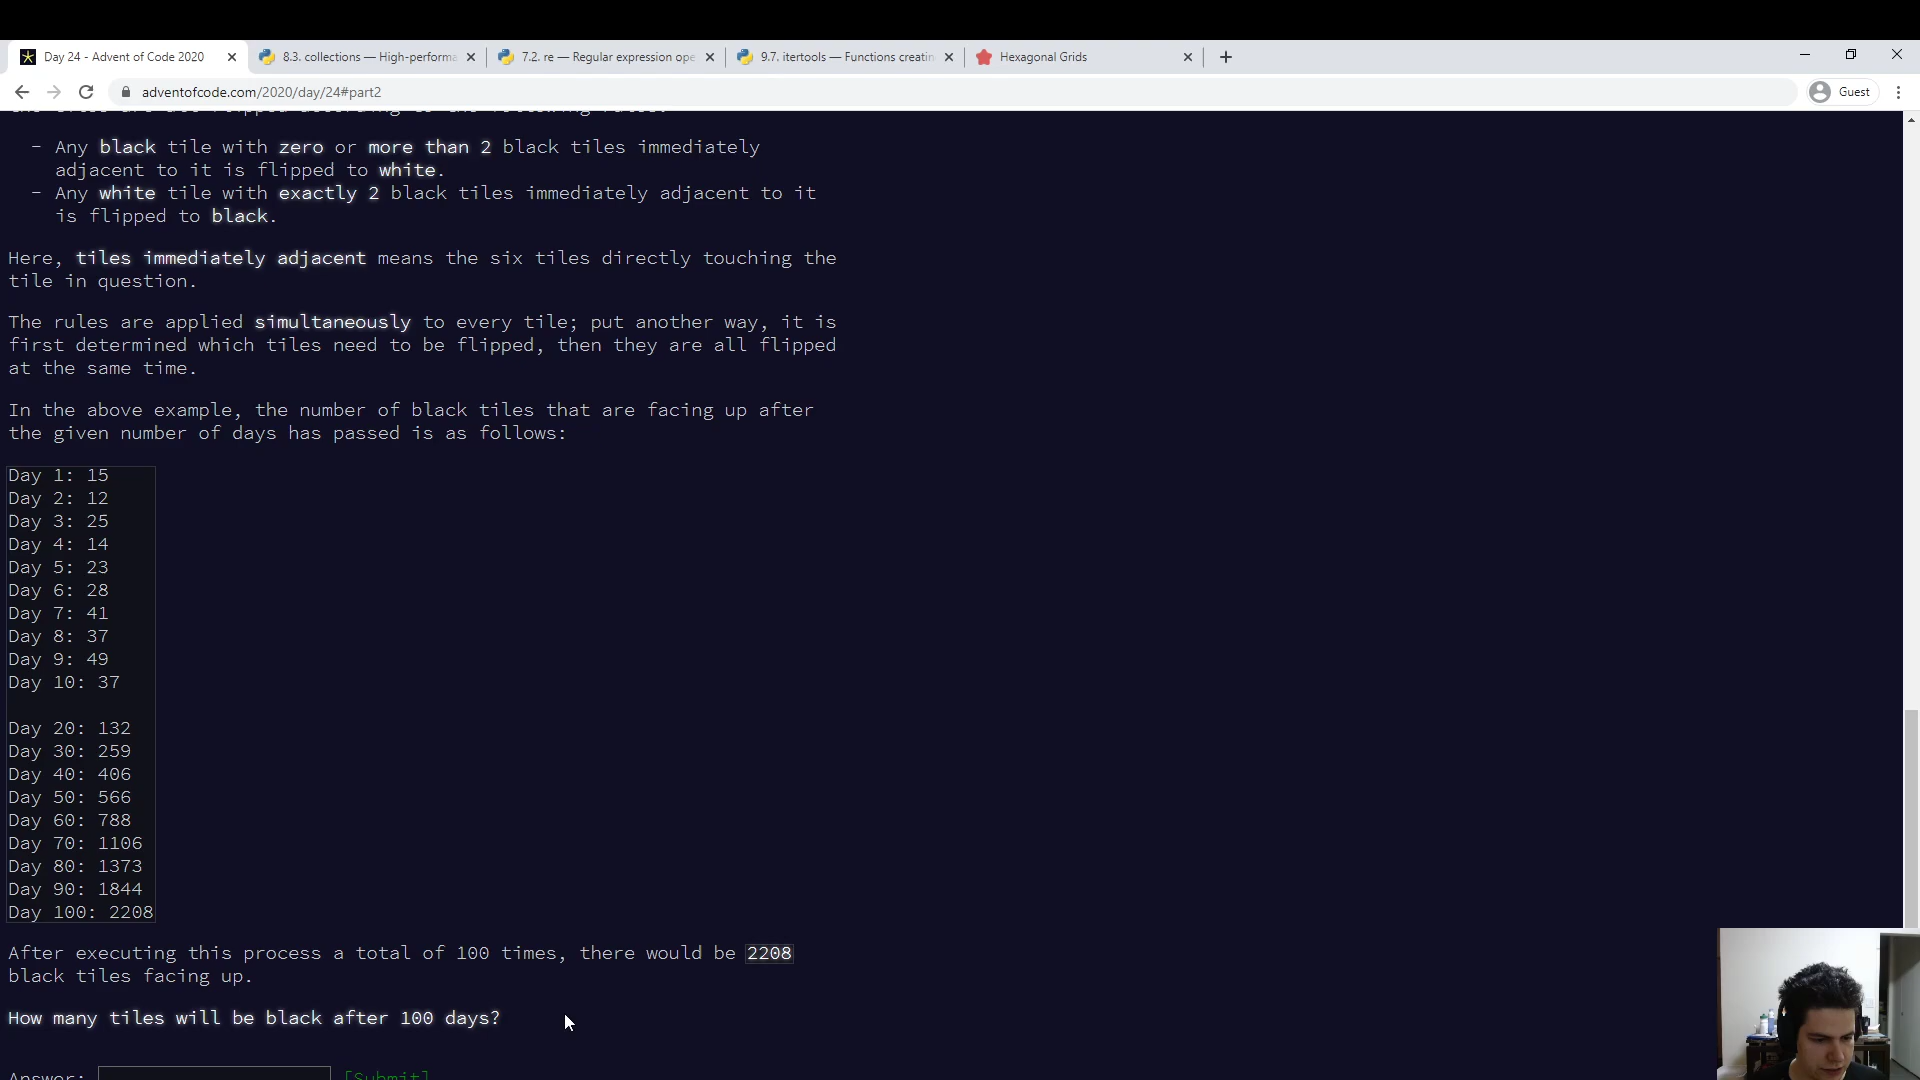 Day 24 - Advent of Code 2020
8.3. collections — High-performa
7.2. re — Regular expression ope
9.7. itertools — Functions creatin
Hexagonal Grids
adventofcode.com/2020/day/24#part2
Guest
- Any black tile with zero or more than 2 black tiles immediately
adjacent to it is flipped to white.
- Any white tile with exactly 2 black tiles immediately adjacent to it
is flipped to black.
Here, tiles immediately adjacent means the six tiles directly touching the
tile in question.
The rules are applied simultaneously to every tile; put another way, it is
first determined which tiles need to be flipped, then they are all flipped
at the same time.
In the above example, the number of black tiles that are facing up after
the given number of days has passed is as follows:
Day 1: 15
Day 2: 12
Day 3: 25
Day 4: 14
Day 5: 23
Day 6: 28
Day 7: 41
Day 8: 37
Day 9: 49
Day 10: 37
Day 20: 132
Day 30: 259
Day 40: 406
Day 50: 566
Day 60: 788
Day 70: 1106
Day 80: 1373
Day 90: 1844
Day 100: 2208
After executing this process a total of 100 times, there would be 2208
black tiles facing up.
How many tiles will be black after 100 days?
Answer: [Submit]